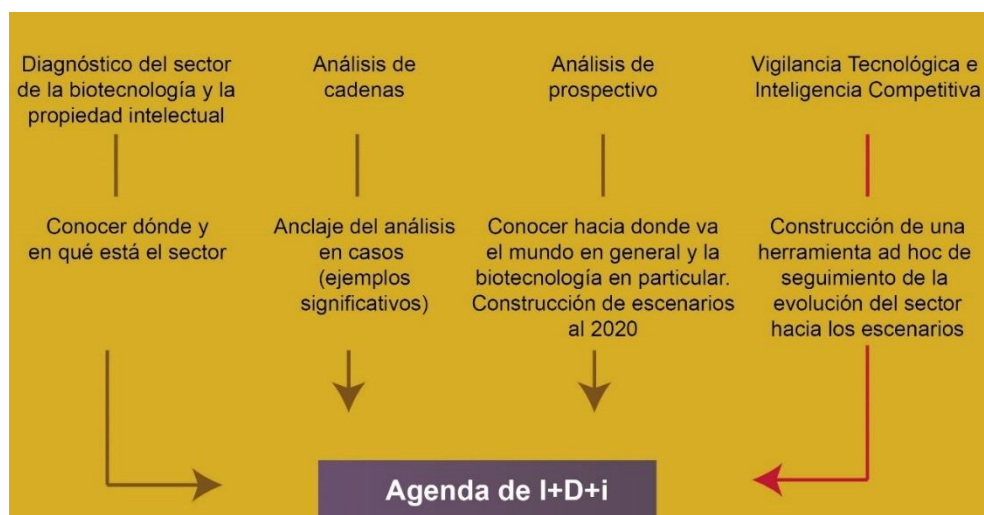 Diagnóstico del sector
de la biotecnología y la
propiedad intelectual
Conocer dónde y
en qué está el sector
Análisis de
cadenas
Anclaje del análisis
en casos
(ejemplos
significativos)
Análisis de
prospectivo
Conocer hacia donde va
el mundo en general y la
biotecnología en particular.
Construcción de escenarios
al 2020
Vigilancia Tecnológica e
Inteligencia Competitiva
Construcción de una
herramienta ad hoc de
seguimiento de la
evolución del sector
hacia los escenarios
Agenda de I+D+i